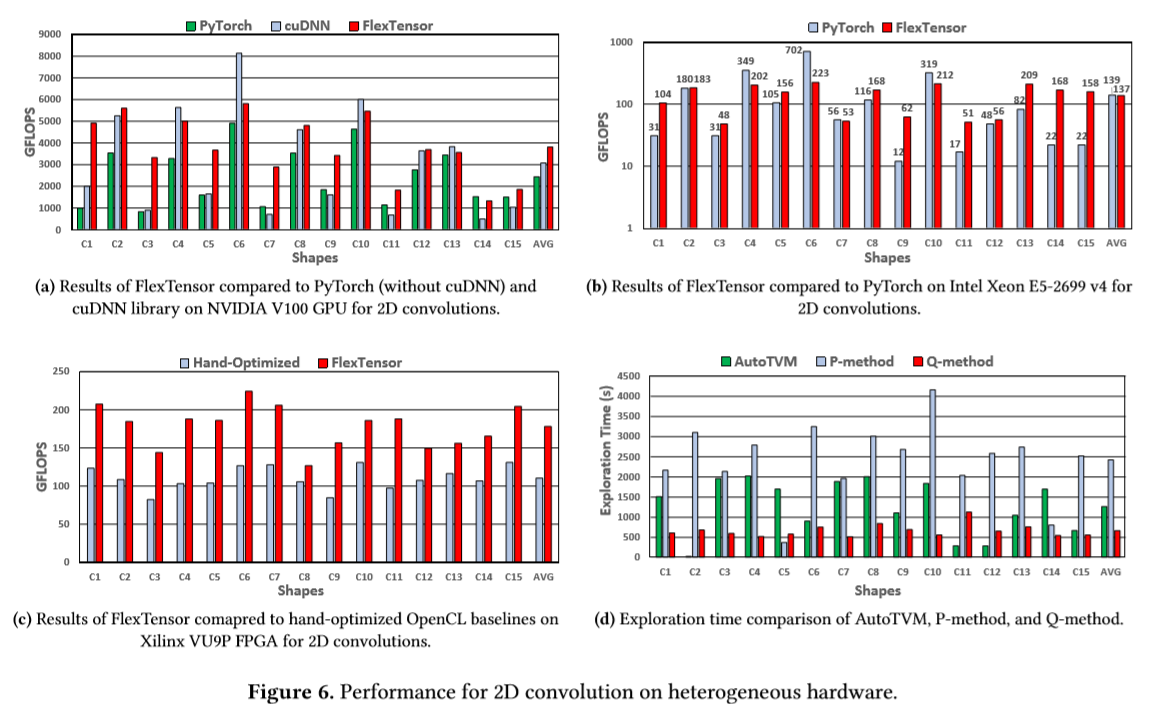 PyTorch cuDNN FlexTensor
9000
8000
7000
6000
5000
4000
3000
2000
1000
0
GFLOPS
C1 C2 C3 C4 C5 C6 C7 C8 C9 C10 C11 C12 C13 C14 C15 AVG
Shapes
(a) Results of FlexTensor compared to PyTorch (without cuDNN) and
cuDNN library on NVIDIA V100 GPU for 2D convolutions.
PyTorch FlexTensor
1000
100
10
1
GFLOPS
31 104 180 183 31 48 349 202 105 156 702 223 56 53 116 168 12 62 319 212 17 51 48 56 82 209 22 168 22 158 139 137
C1 C2 C3 C4 C5 C6 C7 C8 C9 C10 C11 C12 C13 C14 C15 AVG
Shapes
(b) Results of FlexTensor compared to PyTorch on Intel Xeon E5-2699 v4 for
2D convolutions.
Hand-Optimized FlexTensor
250
200
150
100
50
0
GFLOPS
C1 C2 C3 C4 C5 C6 C7 C8 C9 C10 C11 C12 C13 C14 C15 AVG
Shapes
(c) Results of FlexTensor comapred to hand-optimized OpenCL baselines on
Xilinx VU9P FPGA for 2D convolutions.
AutoTVM P-method Q-method
4500
4000
3500
3000
2500
2000
1500
1000
500
0
Exploration Time (s)
C1 C2 C3 C4 C5 C6 C7 C8 C9 C10 C11 C12 C13 C14 C15 AVG
Shapes
(d) Exploration time comparison of AutoTVM, P-method, and Q-method.
Figure 6. Performance for 2D convolution on heterogeneous hardware.